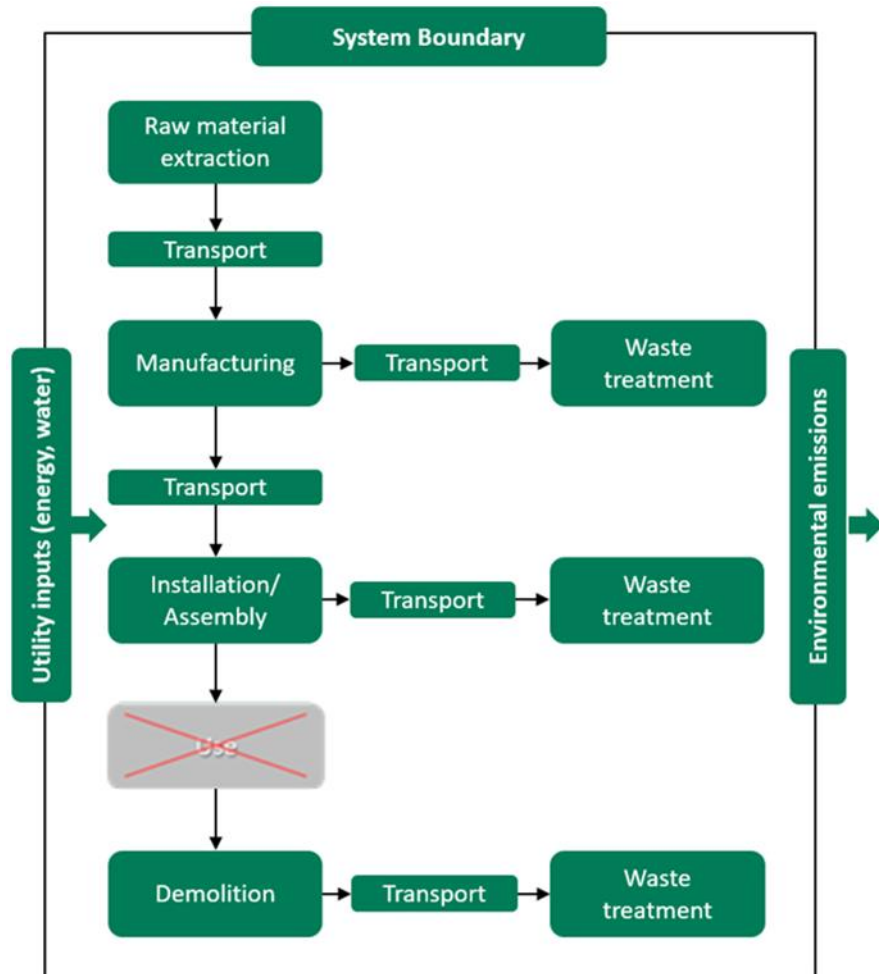 System Boundary
Raw material
extraction
Transport
Manufacturing
Transport
Waste
treatment
Transport
Installation/
Assembly
Transport
Waste
treatment
Use
Demolition
Transport
Waste
treatment
Utility inputs (energy, water)
Environmental emissions